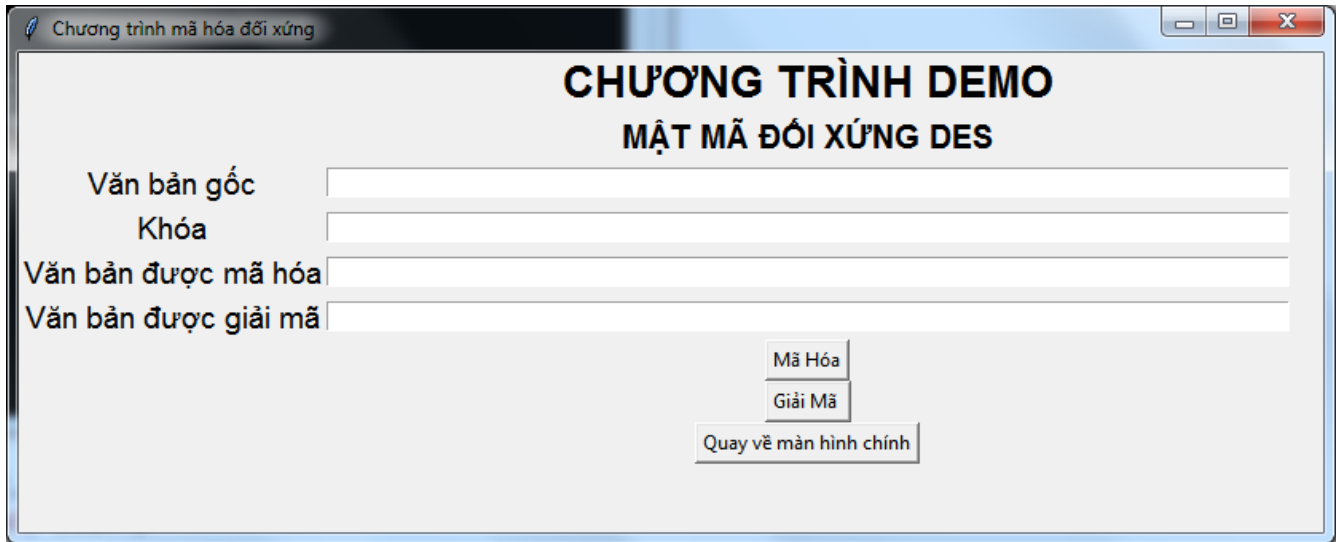 Chương trình mã hóa đối xứng
CHƯƠNG TRÌNH DEMO
MẬT MÃ ĐỐI XỨNG DES
Văn bản gốc
Khóa
Văn bản được mã hóa
Văn bản được giải mã
Mã Hóa
Giải Mã
Quay về màn hình chính